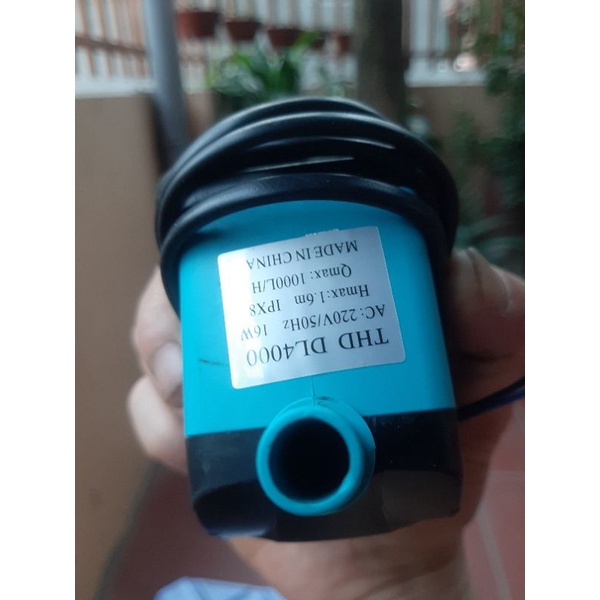 THD DL4000
AC: 220V/50Hz 16W
Hmax:1.6m IPX8
Qmax: 1000L/H
MADE IN CHINA